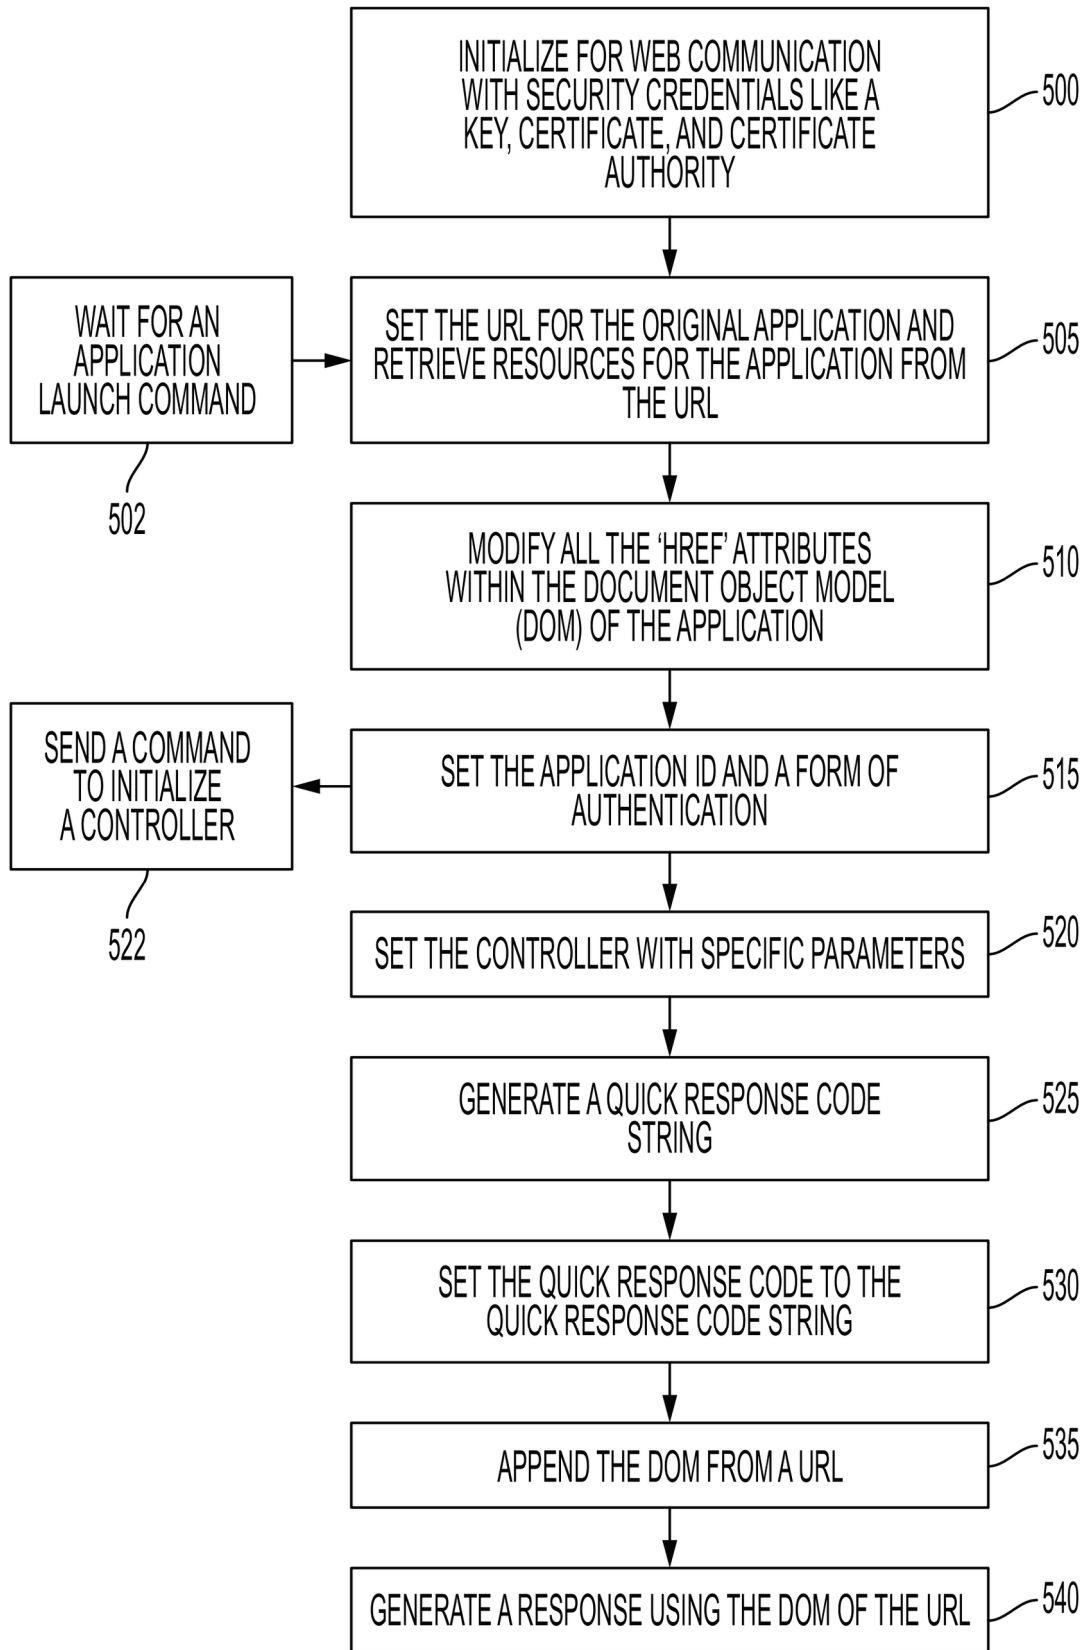 INITIALIZE FOR WEB COMMUNICATION
WITH SECURITY CREDENTIALS LIKE A
KEY, CERTIFICATE, AND CERTIFICATE
AUTHORITY
500
WAIT FOR AN
APPLICATION
LAUNCH COMMAND
502
SET THE URL FOR THE ORIGINAL APPLICATION AND
RETRIEVE RESOURCES FOR THE APPLICATION FROM
THE URL
505
MODIFY ALL THE ‘HREF’ ATTRIBUTES
WITHIN THE DOCUMENT OBJECT MODEL
(DOM) OF THE APPLICATION
510
SEND A COMMAND
TO INITIALIZE
A CONTROLLER
522
SET THE APPLICATION ID AND A FORM OF
AUTHENTICATION
515
SET THE CONTROLLER WITH SPECIFIC PARAMETERS
520
GENERATE A QUICK RESPONSE CODE
STRING
525
SET THE QUICK RESPONSE CODE TO THE
QUICK RESPONSE CODE STRING
530
APPEND THE DOM FROM A URL
535
GENERATE A RESPONSE USING THE DOM OF THE URL
540